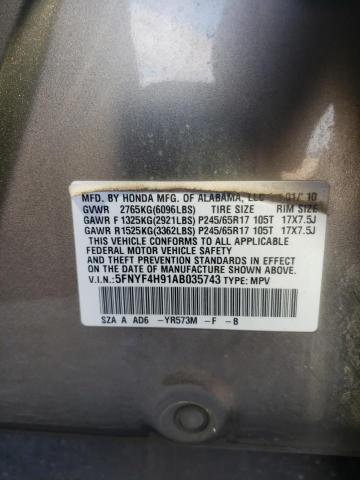 MFD. BY HONDA MFG. OF ALABAMA, LLC 01/ 10
GVWR 2765KG(6096LBS) TIRE SIZE RIM SIZE
GAWR F 1325KG(2921LBS) P245/65R17 105T 17X7.5J
GAWR R 1525KG(3362LBS) P245/65R17 105T 17X7.5J
THIS VEHICLE CONFORMS TO ALL APPLICABLE
FEDERAL MOTOR VEHICLE SAFETY
AND THEFT PREVENTION STANDARDS IN EFFECT
ON THE DATE OF MANUFACTURE SHOWN ABOVE.
V.I.N.: 5FNYF4H91AB035743 TYPE: MPV
SZA A AD6 -YR573M -F -B